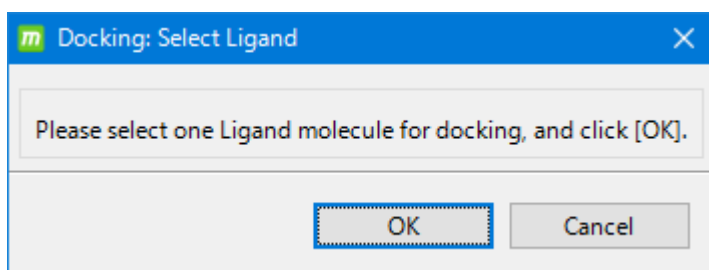 m Docking: Select Ligand
Please select one Ligand molecule for docking, and click [OK].
OK Cancel